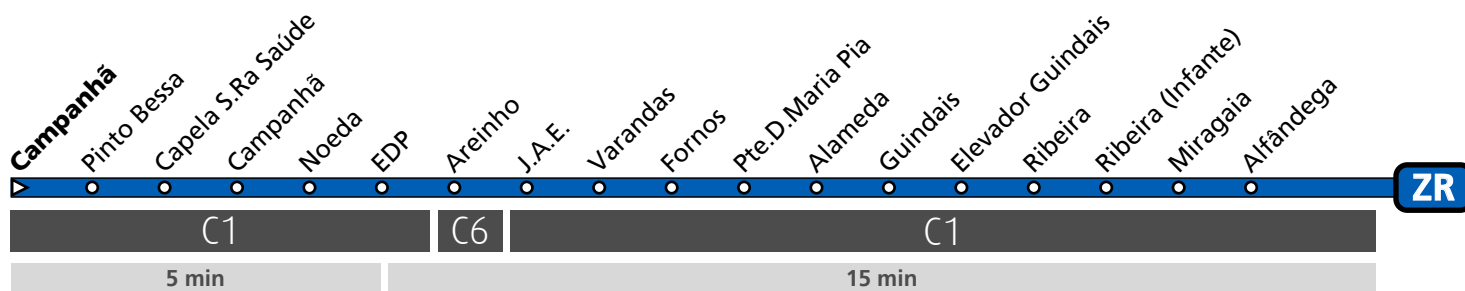 Campanhã
Pinto Bessa
Capela S.Ra Saúde
Campanhã
Noeda
EDP
Areinho
J.A.E.
Varandas
Fornos
Pte.D.Maria Pia
Alameda
Guindais
Elevador Guindais
Ribeira
Ribeira (Infante)
Miragaia
Alfândega
ZR
C1 C6 C1
5 min 15 min